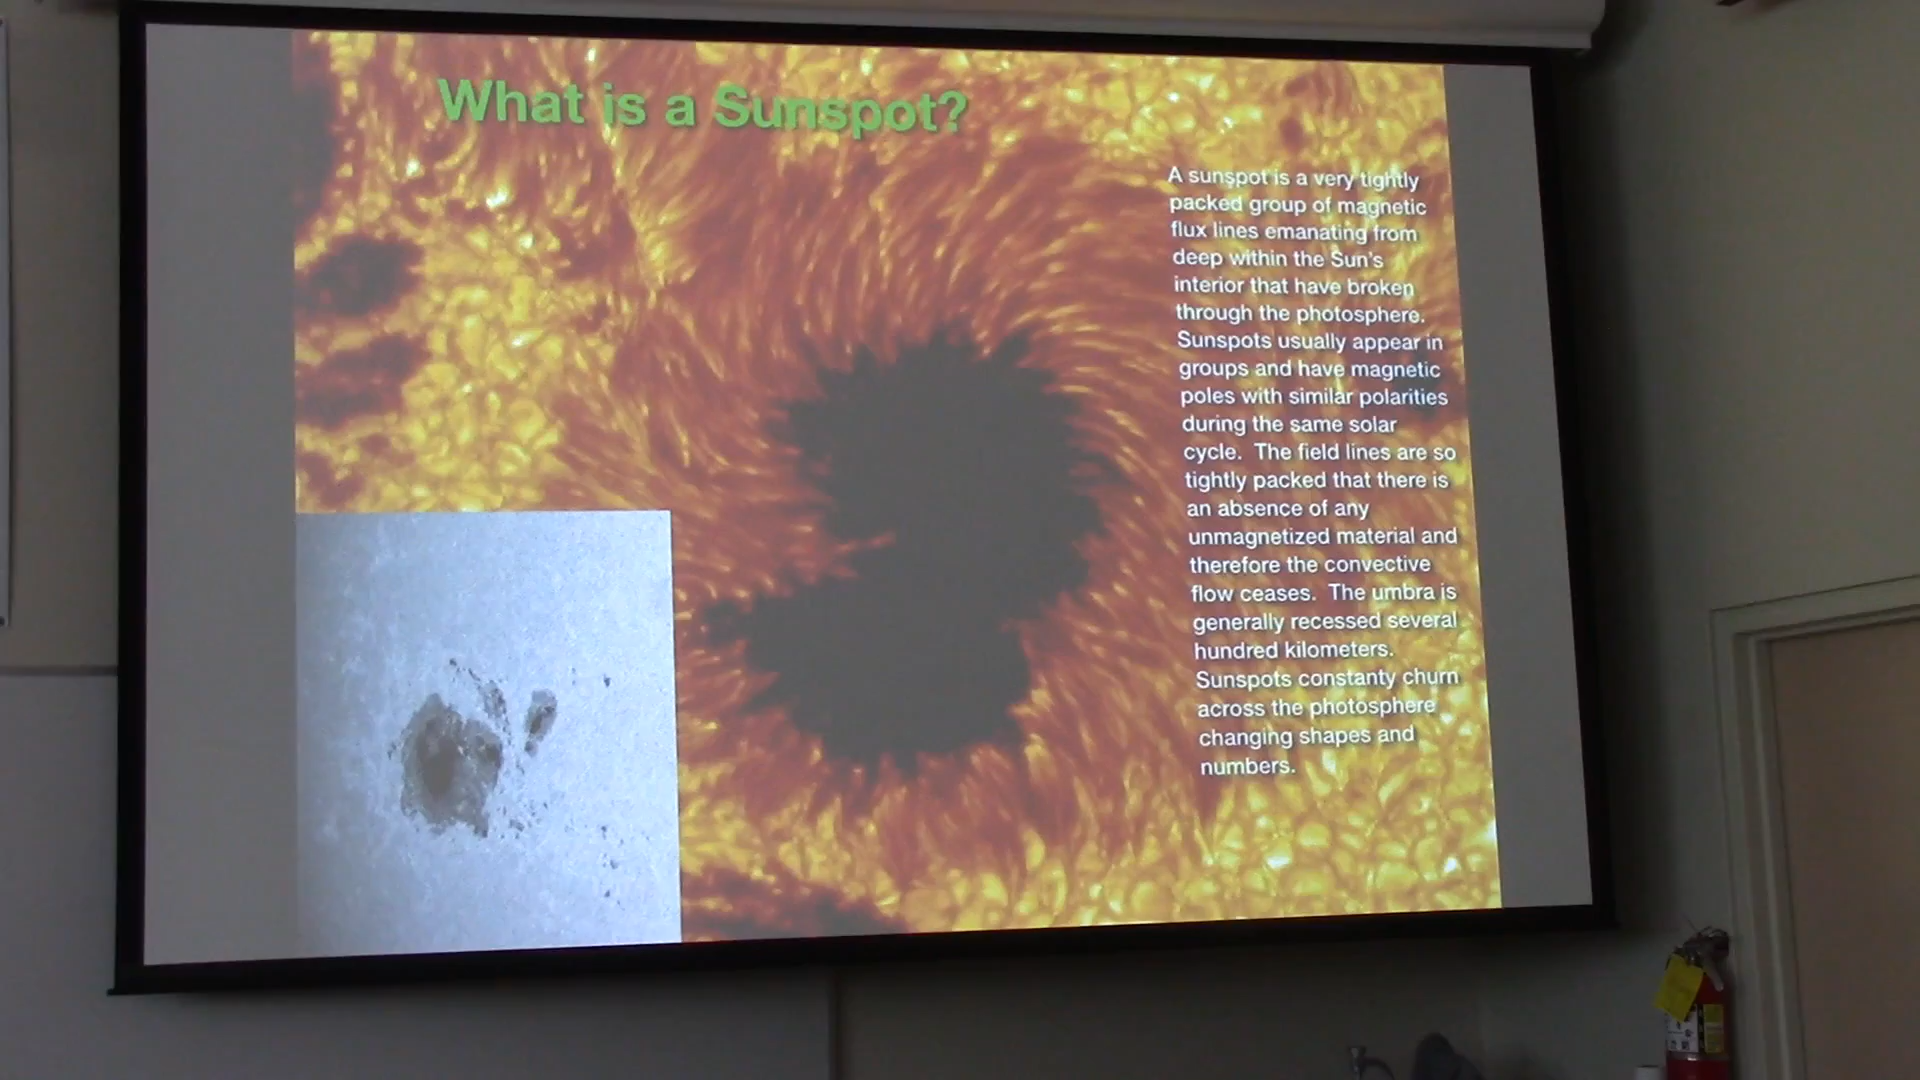 What is a Sunspot?
A sunspot is a very tightly
packed group of magnetic
flux lines emanating from
deep within the Sun's
interior that have broken
through the photosphere.
Sunspots usually appear in
groups and have magnetic
poles with similar polarities
during the same solar
cycle. The field lines are so
tightly packed that there is
an absence of any
unmagnetized material and
therefore the convective
flow ceases. The umbra is
generally recessed several
hundred kilometers.
Sunspots constanty churn
across the photosphere
changing shapes and
numbers.